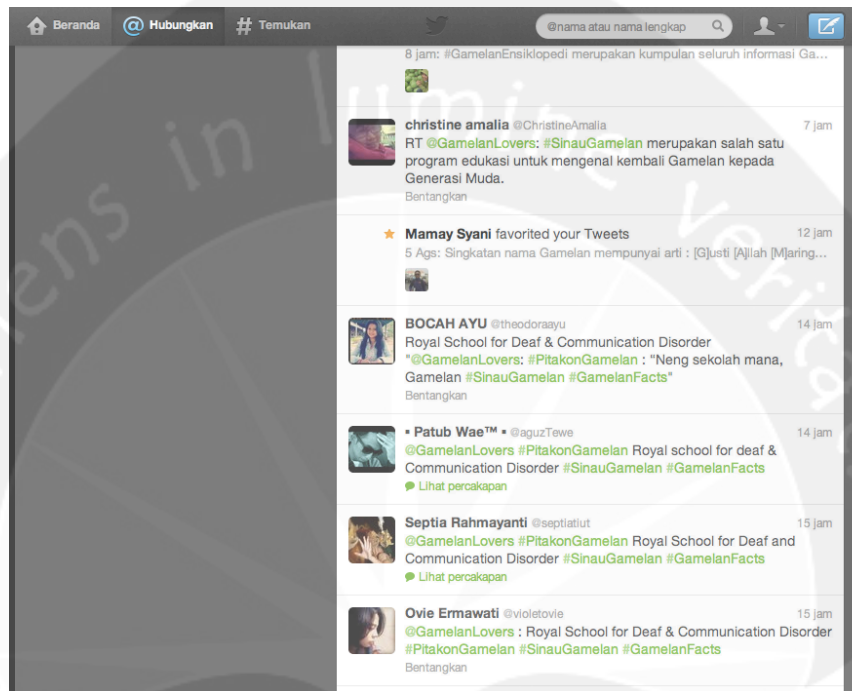 Beranda @ Hubungkan # Temukan @nama atau nama lengkap
8 jam: #GamelanEnsiklopedi merupakan kumpulan seluruh informasi Ga...
christine amalia @ChristineAmalia 7 jam
RT @GamelanLovers: #SinauGamelan merupakan salah satu
program edukasi untuk mengenal kembali Gamelan kepada
Generasi Muda.
Bentangkan
Mamay Syani favorited your Tweets 12 jam
5 Ags: Singkatan nama Gamelan mempunyai arti : [G]usti [A]llah [M]aring...
BOCAH AYU @theodoraayu 14 jam
Royal School for Deaf & Communication Disorder
"@GamelanLovers: #PitakonGamelan : "Neng sekolah mana,
Gamelan #SinauGamelan #GamelanFacts"
Bentangkan
▪ Patub Wae™ ▪ @aguzTewe 14 jam
@GamelanLovers #PitakonGamelan Royal school for deaf &
Communication Disorder #SinauGamelan #GamelanFacts
Lihat percakapan
Septia Rahmayanti @septiatiut 15 jam
@GamelanLovers #PitakonGamelan Royal School for Deaf and
Communication Disorder #SinauGamelan #GamelanFacts
Lihat percakapan
Ovie Ermawati @violetovie 15 jam
@GamelanLovers : Royal School for Deaf & Communication Disorder
#PitakonGamelan #SinauGamelan #GamelanFacts
Bentangkan
in lumine